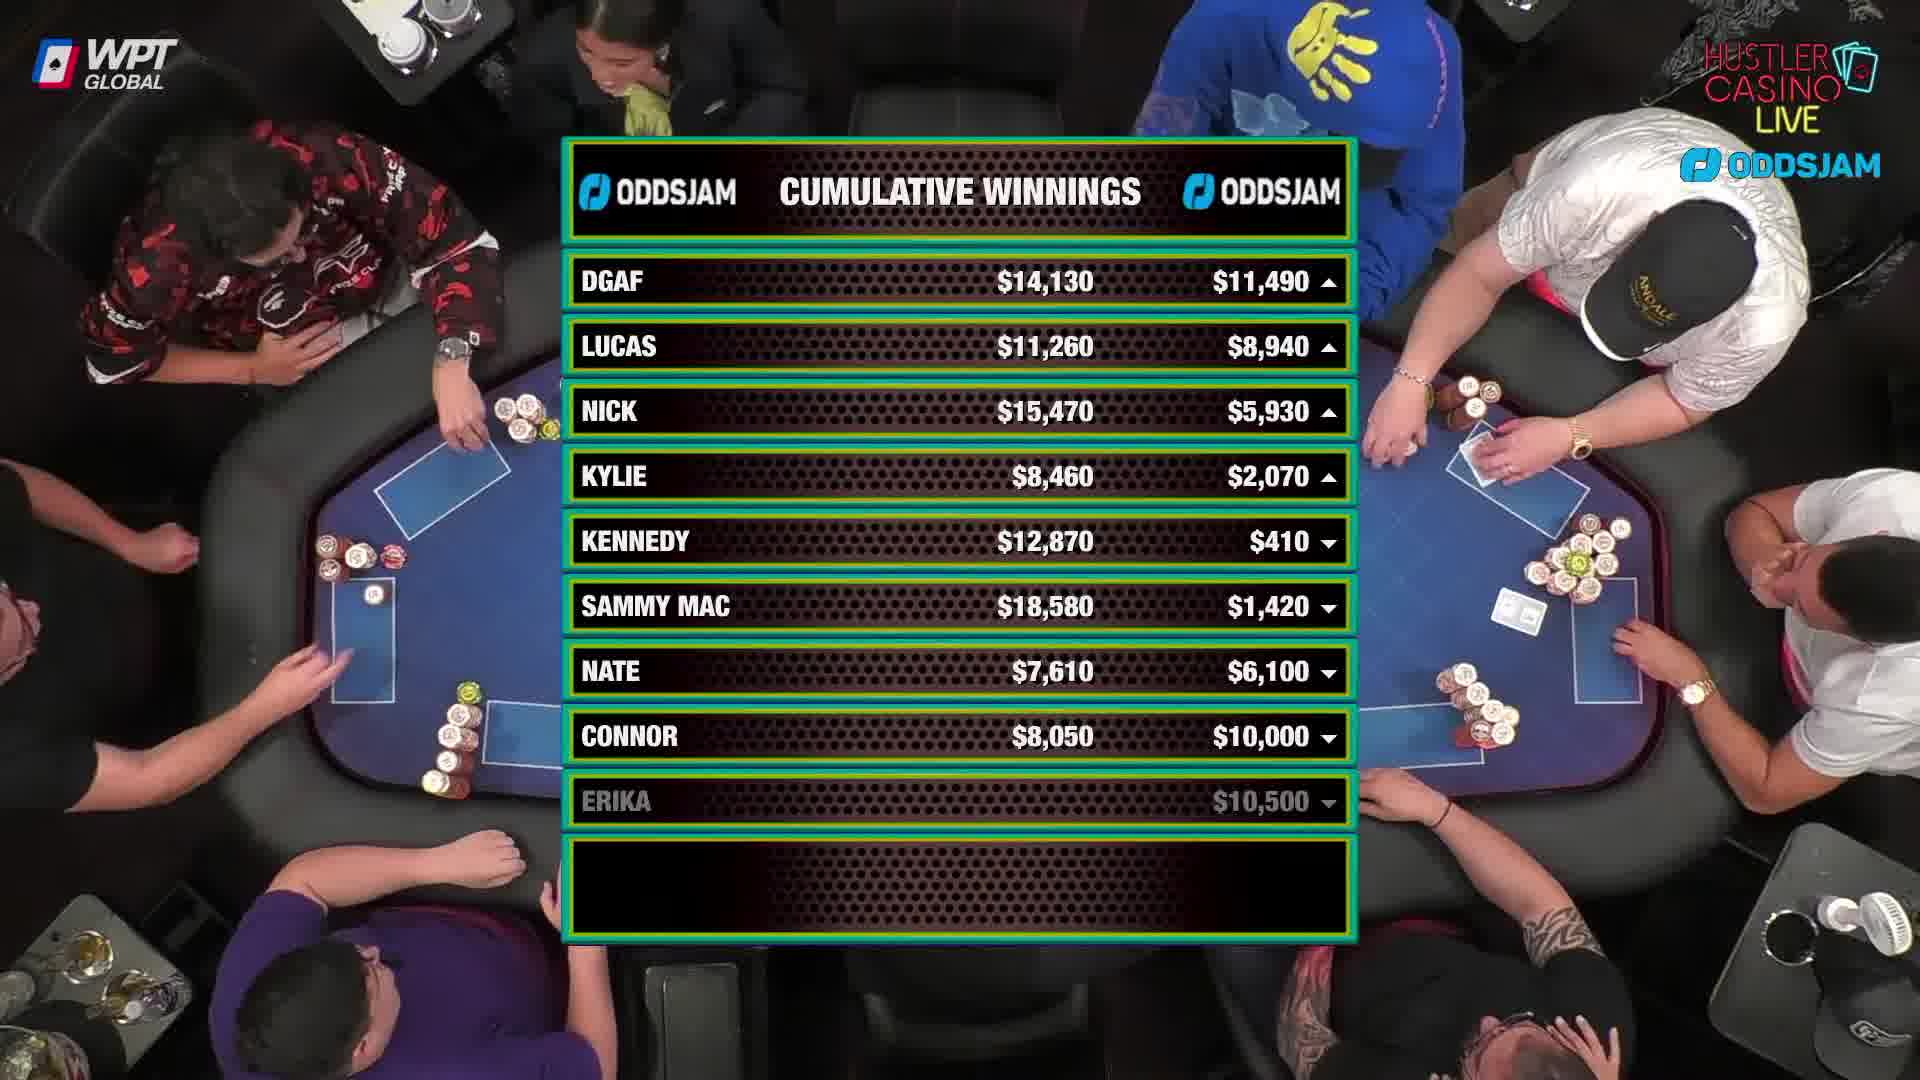 WPT
GLOBAL
HUSTLER
CASINO
LIVE
ODDSJAM
ODDSJAM CUMULATIVE WINNINGS ODDSJAM
DGAF $14,130 $11,490
LUCAS $11,260 $8,940
NICK $15,470 $5,930
KYLIE $8,460 $2,070
KENNEDY $12,870 $410
SAMMY MAC $18,580 $1,420
NATE $7,610 $6,100
CONNOR $8,050 $10,000
ERIKA $10,500
ANDALE